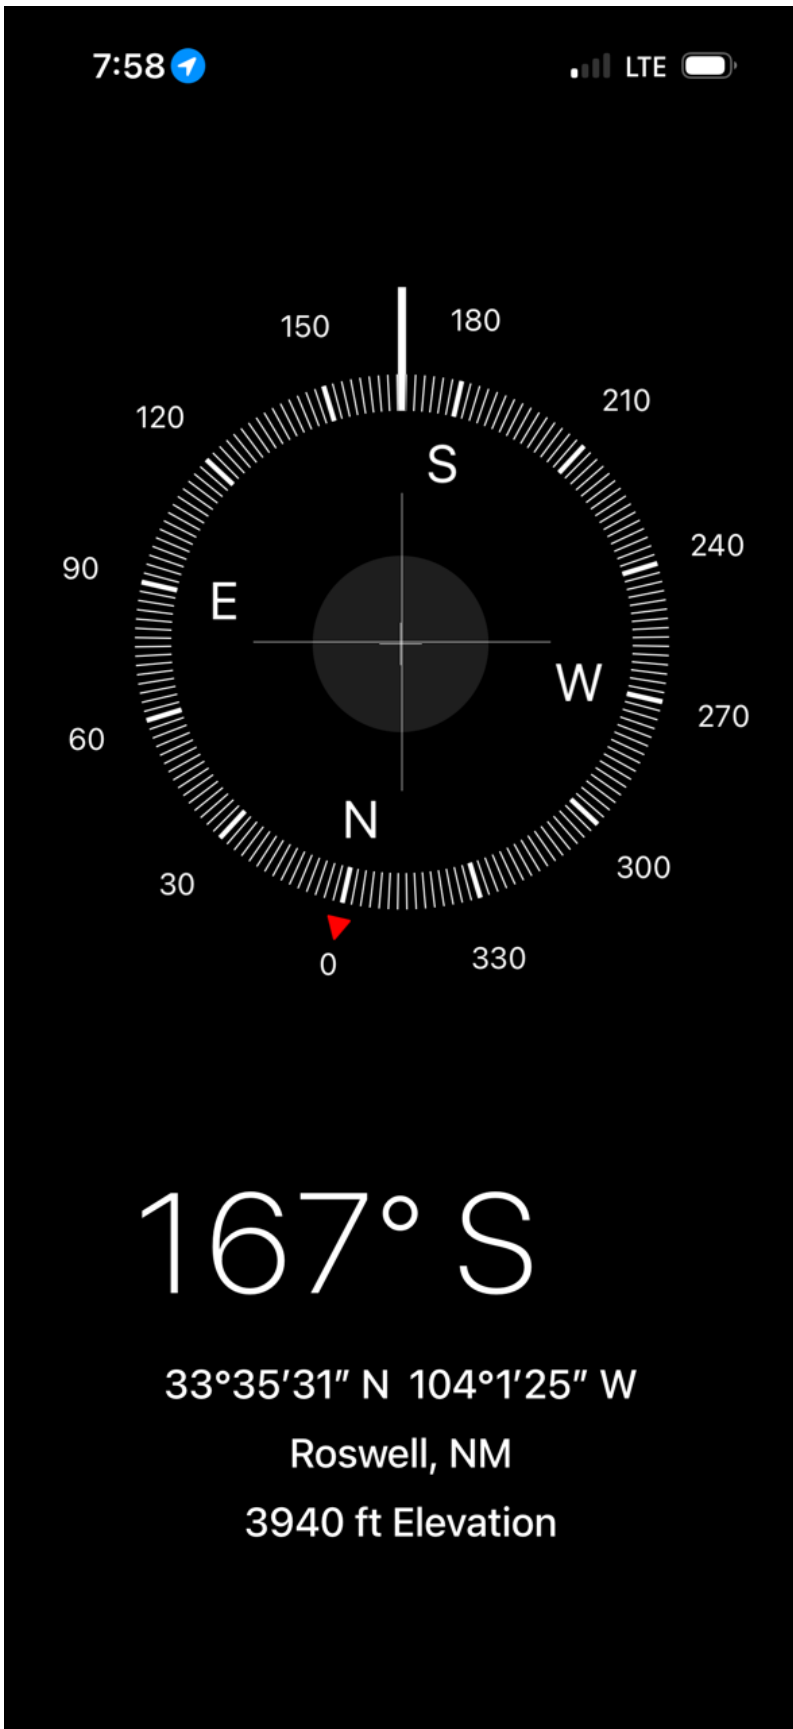 7:58 LTE
150 180
120 210
S
90 E 240
W
60 270
N
30 300
0 330
167° S
33°35′31″ N 104°1′25″ W
Roswell, NM
3940 ft Elevation